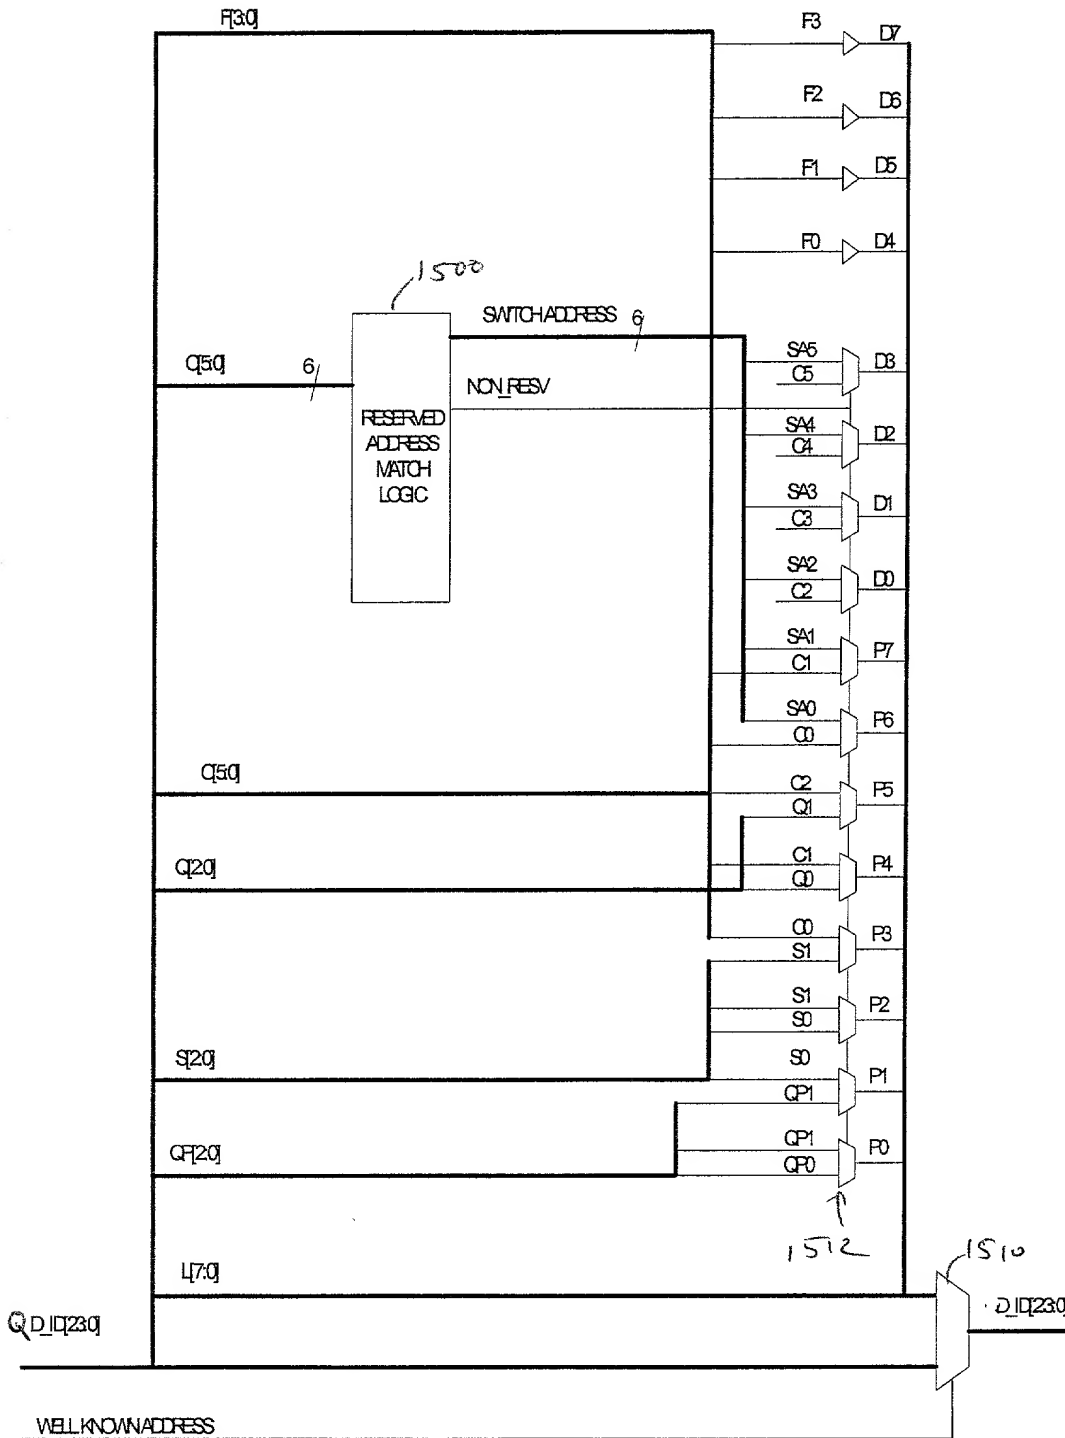 F[3:0]
F3
D7
F2
D6
F1
D5
F0
D4
1500
SWITCH ADDRESS
6
C[5:0]
6
NON_RESV
RESERVED
ADDRESS
MATCH
LOGIC
SA5
C5
D3
SA4
C4
D2
SA3
C3
D1
SA2
C2
D0
SA1
C1
P7
SA0
C0
P6
C[5:0]
C2
Q1
P5
Q[2:0]
C1
Q0
P4
C0
S1
P3
S1
S0
P2
S[2:0]
S0
QP1
P1
QP[2:0]
QP1
QP0
P0
1512
L[7:0]
1510
QD_ID[23:0]
D_ID[23:0]
WELL KNOWN ADDRESS